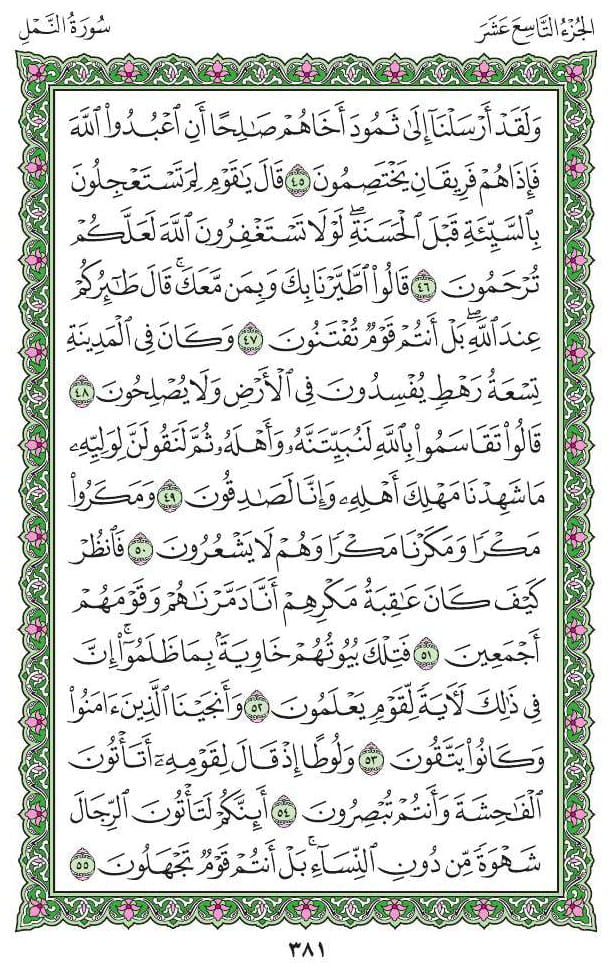 الجُزْءُ التَّاسِعَ عَشَرَ
سُورَةُ النَّمْلِ
وَلَقَدْ أَرْسَلْنَآ إِلَىٰ ثَمُودَ أَخَاهُمْ صَـٰلِحًا أَنِ ٱعْبُدُوا۟ ٱللَّهَ
فَإِذَا هُمْ فَرِيقَانِ يَخْتَصِمُونَ ٤٥ قَالَ يَـٰقَوْمِ لِمَ تَسْتَعْجِلُونَ
بِٱلسَّيِّئَةِ قَبْلَ ٱلْحَسَنَةِ ۖ لَوْلَا تَسْتَغْفِرُونَ ٱللَّهَ لَعَلَّكُمْ
تُرْحَمُونَ ٤٦ قَالُوا۟ ٱطَّيَّرْنَا بِكَ وَبِمَن مَّعَكَ ۚ قَالَ طَـٰٓئِرُكُمْ
عِندَ ٱللَّهِ ۖ بَلْ أَنتُمْ قَوْمٌ تُفْتَنُونَ ٤٧ وَكَانَ فِى ٱلْمَدِينَةِ
تِسْعَةُ رَهْطٍ يُفْسِدُونَ فِى ٱلْأَرْضِ وَلَا يُصْلِحُونَ ٤٨
قَالُوا۟ تَقَاسَمُوا۟ بِٱللَّهِ لَنُبَيِّتَنَّهُۥ وَأَهْلَهُۥ ثُمَّ لَنَقُولَنَّ لِوَلِيِّهِۦ
مَا شَهِدْنَا مَهْلِكَ أَهْلِهِۦ وَإِنَّا لَصَـٰدِقُونَ ٤٩ وَمَكَرُوا۟
مَكْرًا وَمَكَرْنَا مَكْرًا وَهُمْ لَا يَشْعُرُونَ ٥٠ فَٱنظُرْ
كَيْفَ كَانَ عَـٰقِبَةُ مَكْرِهِمْ أَنَّا دَمَّرْنَـٰهُمْ وَقَوْمَهُمْ
أَجْمَعِينَ ٥١ فَتِلْكَ بُيُوتُهُمْ خَاوِيَةًۢ بِمَا ظَلَمُوٓا۟ ۗ إِنَّ
فِى ذَٰلِكَ لَـَٔايَةً لِّقَوْمٍ يَعْلَمُونَ ٥٢ وَأَنجَيْنَا ٱلَّذِينَ ءَامَنُوا۟
وَكَانُوا۟ يَتَّقُونَ ٥٣ وَلُوطًا إِذْ قَالَ لِقَوْمِهِۦٓ أَتَأْتُونَ
ٱلْفَـٰحِشَةَ وَأَنتُمْ تُبْصِرُونَ ٥٤ أَئِنَّكُمْ لَتَأْتُونَ ٱلرِّجَالَ
شَهْوَةً مِّن دُونِ ٱلنِّسَآءِ ۚ بَلْ أَنتُمْ قَوْمٌ تَجْهَلُونَ ٥٥
٣٨١